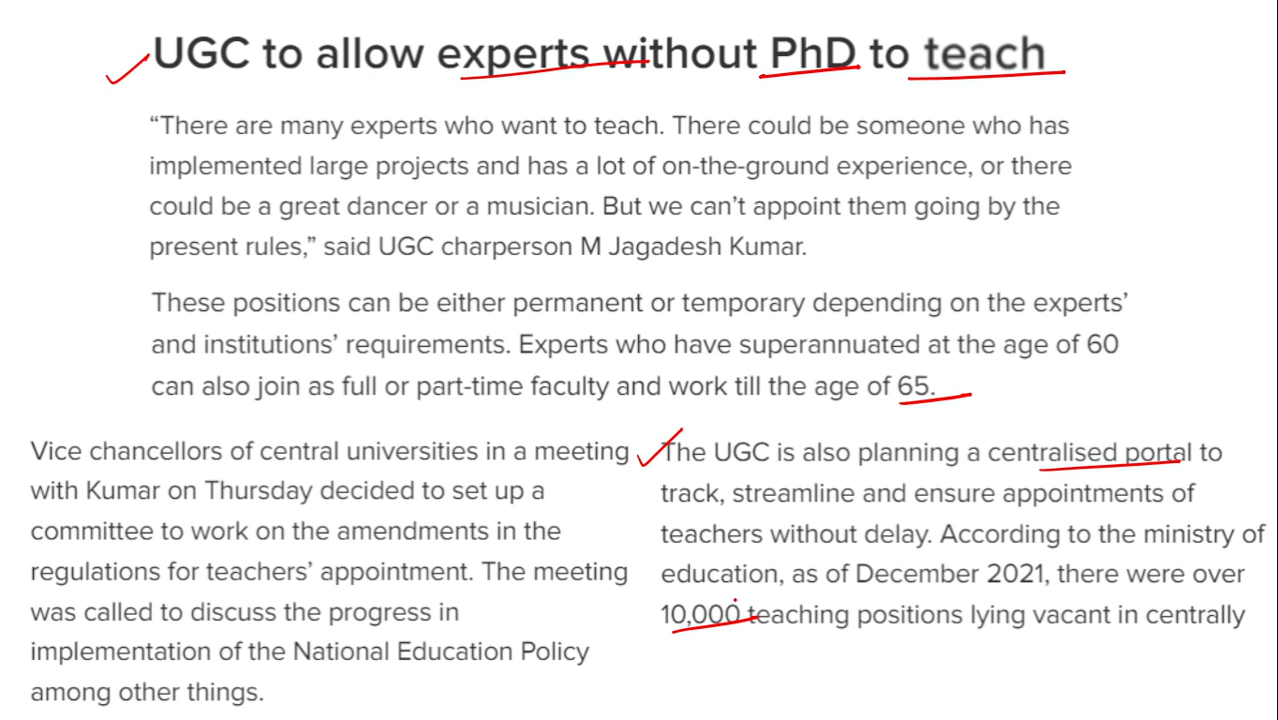 UGC to allow experts without PhD to teach
“There are many experts who want to teach. There could be someone who has
implemented large projects and has a lot of on-the-ground experience, or there
could be a great dancer or a musician. But we can’t appoint them going by the
present rules,” said UGC charperson M Jagadesh Kumar.
These positions can be either permanent or temporary depending on the experts’
and institutions’ requirements. Experts who have superannuated at the age of 60
can also join as full or part-time faculty and work till the age of 65.
Vice chancellors of central universities in a meeting
with Kumar on Thursday decided to set up a
committee to work on the amendments in the
regulations for teachers’ appointment. The meeting
was called to discuss the progress in
implementation of the National Education Policy
among other things.
The UGC is also planning a centralised portal to
track, streamline and ensure appointments of
teachers without delay. According to the ministry of
education, as of December 2021, there were over
10,000 teaching positions lying vacant in centrally